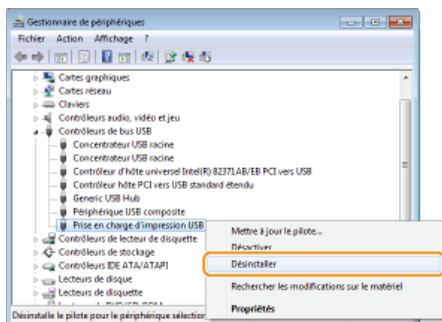 Gestionnaire de périphériques
Fichier Action Affichage ?
Cartes graphiques
Cartes réseau
Claviers
Contrôleurs audio, vidéo et jeu
Contrôleurs de bus USB
Concentrateur USB racine
Concentrateur USB racine
Contrôleur d'hôte universel Intel(R) 82371AB/EB PCI vers USB
Contrôleur hôte PCI vers USB standard étendu
Generic USB Hub
Périphérique USB composite
Prise en charge d'impression USB
Contrôleurs de lecteur de disquette
Contrôleurs de stockage
Contrôleurs IDE ATA/ATAPI
Lecteurs de disque
Lecteurs de disquette
Désinstalle le pilote pour le périphérique sélection
Mettre à jour le pilote...
Désactiver
Désinstaller
Rechercher les modifications sur le matériel
Propriétés